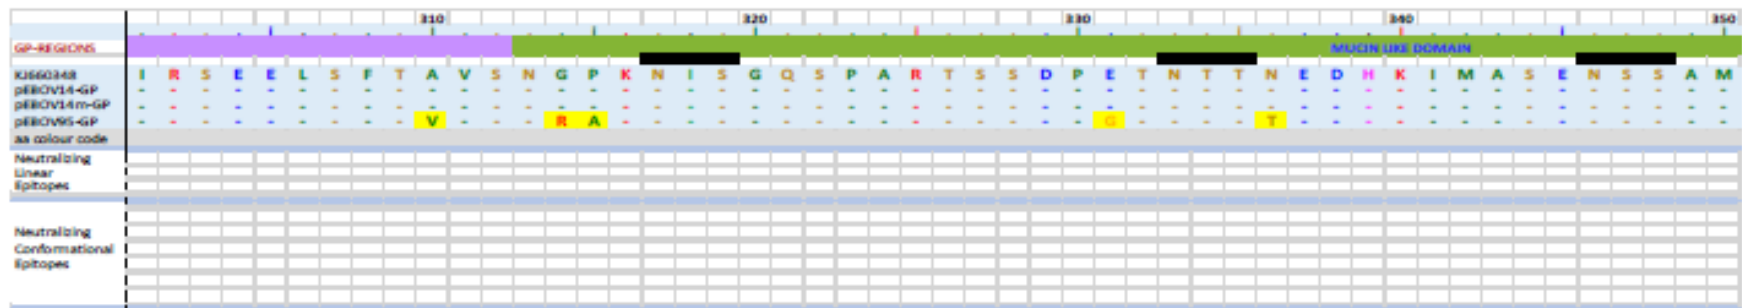 310 320 330 340 350
GP-REGIONS MUCIN LIKE DOMAIN
KJ660348 I R S E E L S F T A V S N G P K N I S G Q S P A R T S S D P E T N T T N E D H K I M A S E N S S A M
pEBOV14-GP - - - - - - - - - - - - - - - - - - - - - - - - - - - - - - - - - - - - - - - - - - - - - - - - - -
pEBOV14m-GP - - - - - - - - - - - - - - - - - - - - - - - - - - - - - - - - - - - - - - - - - - - - - - - - - -
pEBOV95-GP - - - - - - - - - V - - - R A - - - - - - - - - - - - - - - G - - - - T - - - - - - - - - - - - - -
aa colour code
Neutralizing
Linear
Epitopes
Neutralizing
Conformational
Epitopes